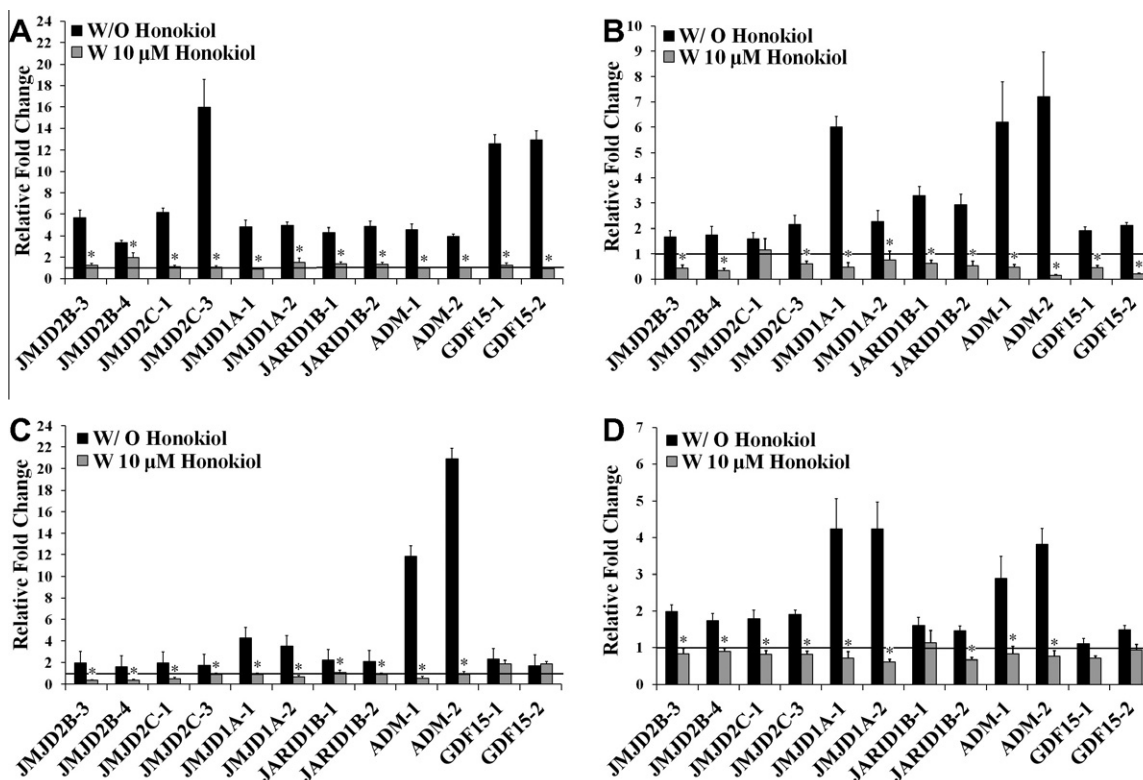 A
W/O Honokiol
W 10 µM Honokiol
Relative Fold Change
18
16
14
12
10
8
6
4
2
0
* * * * * * * * * * * *
JMJD2B-3
JMJD2B-4
JMJD2C-1
JMJD2C-3
JMJD1A-1
JMJD1A-2
JARID1B-1
JARID1B-2
ADM-1
ADM-2
GDF15-1
GDF15-2
B
W/ O Honokiol
W 10 µM Honokiol
Relative Fold Change
10
9
8
7
6
5
4
3
2
1
0
* * * * * * * * * * *
JMJD2B-3
JMJD2B-4
JMJD2C-1
JMJD2C-3
JMJD1A-1
JMJD1A-2
JARID1B-1
JARID1B-2
ADM-1
ADM-2
GDF15-1
GDF15-2
C
W/ O Honokiol
W 10 µM Honokiol
Relative Fold Change
24
22
20
18
16
14
12
10
8
6
4
2
0
* * * * * * * * * *
JMJD2B-3
JMJD2B-4
JMJD2C-1
JMJD2C-3
JMJD1A-1
JMJD1A-2
JARID1B-1
JARID1B-2
ADM-1
ADM-2
GDF15-1
GDF15-2
D
W/ O Honokiol
W 10 µM Honokiol
Relative Fold Change
7
6
5
4
3
2
1
0
* * * * * * * * * *
JMJD2B-3
JMJD2B-4
JMJD2C-1
JMJD2C-3
JMJD1A-1
JMJD1A-2
JARID1B-1
JARID1B-2
ADM-1
ADM-2
GDF15-1
GDF15-2